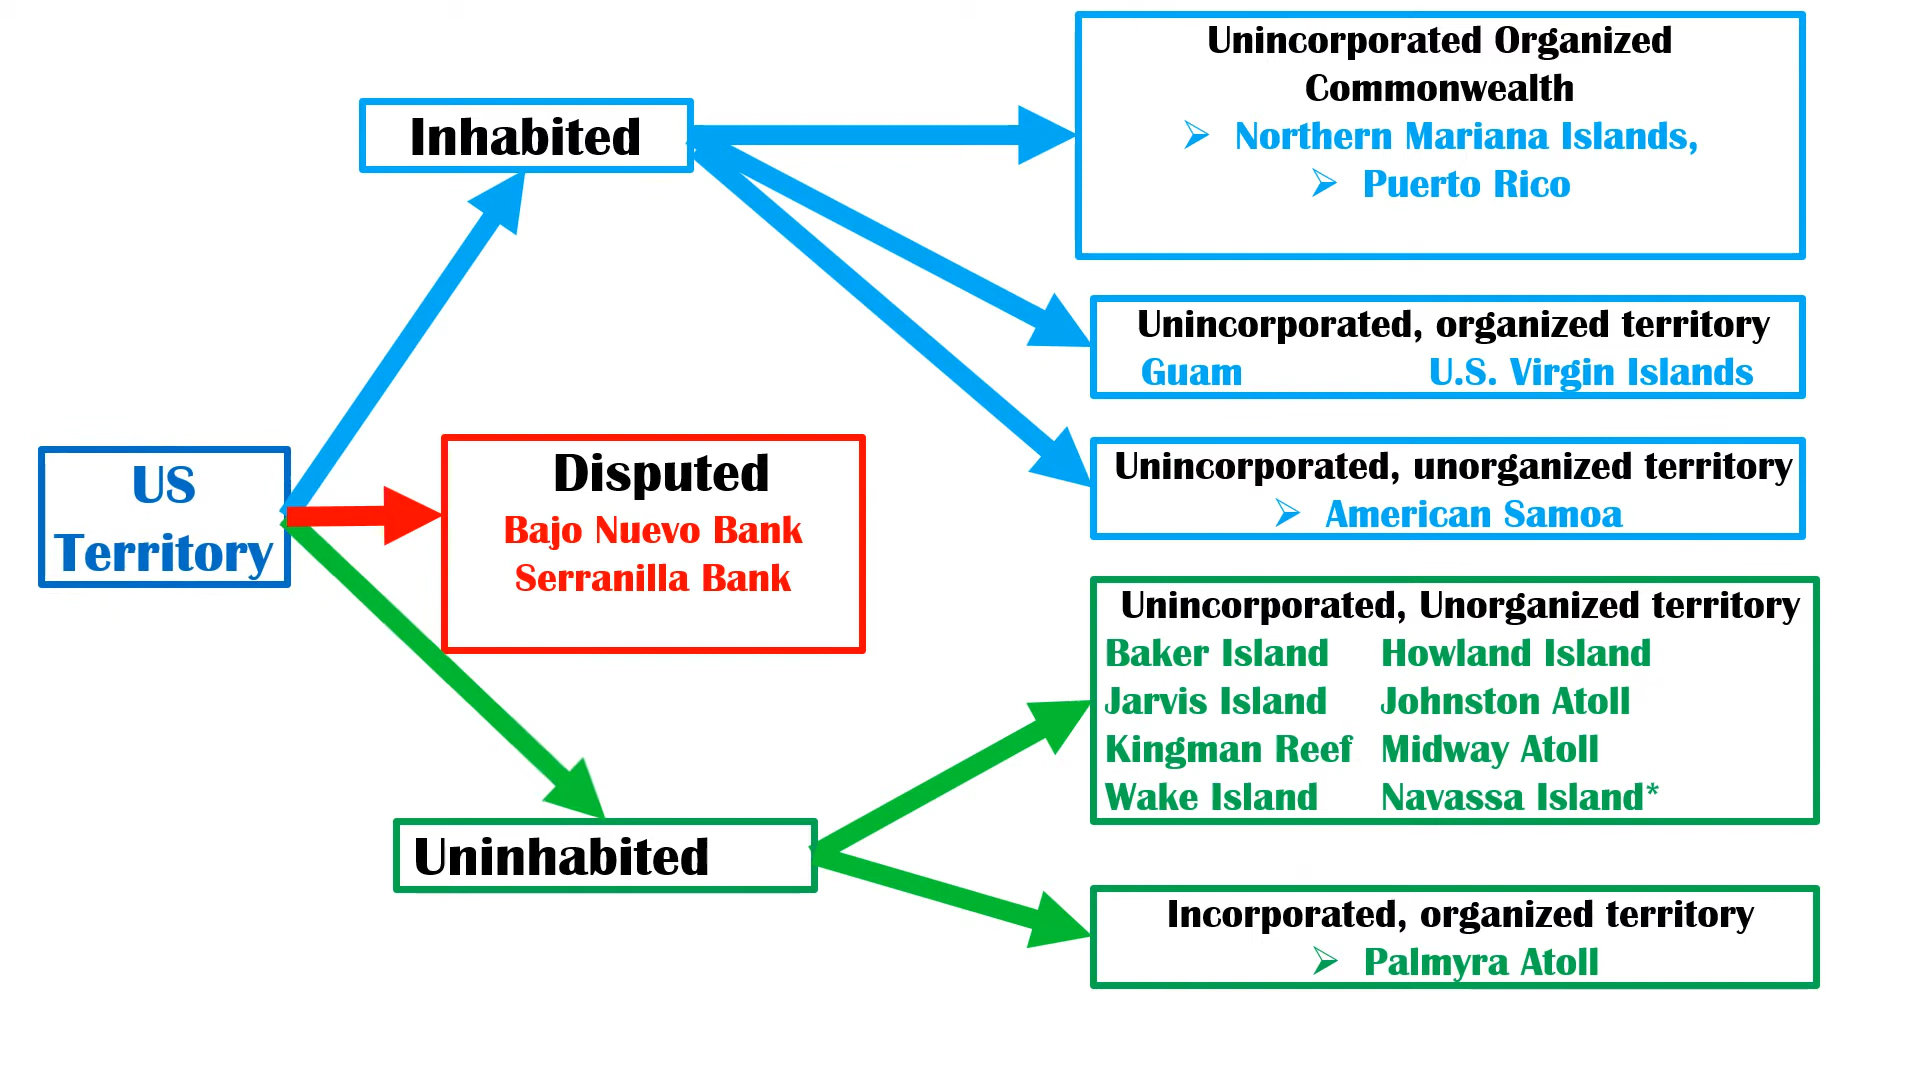 US
Territory
Inhabited
Disputed
Bajo Nuevo Bank
Serranilla Bank
Uninhabited
Unincorporated Organized
Commonwealth
➢ Northern Mariana Islands,
➢ Puerto Rico
Unincorporated, organized territory
Guam U.S. Virgin Islands
Unincorporated, unorganized territory
➢ American Samoa
Unincorporated, Unorganized territory
Baker Island Howland Island
Jarvis Island Johnston Atoll
Kingman Reef Midway Atoll
Wake Island Navassa Island*
Incorporated, organized territory
➢ Palmyra Atoll